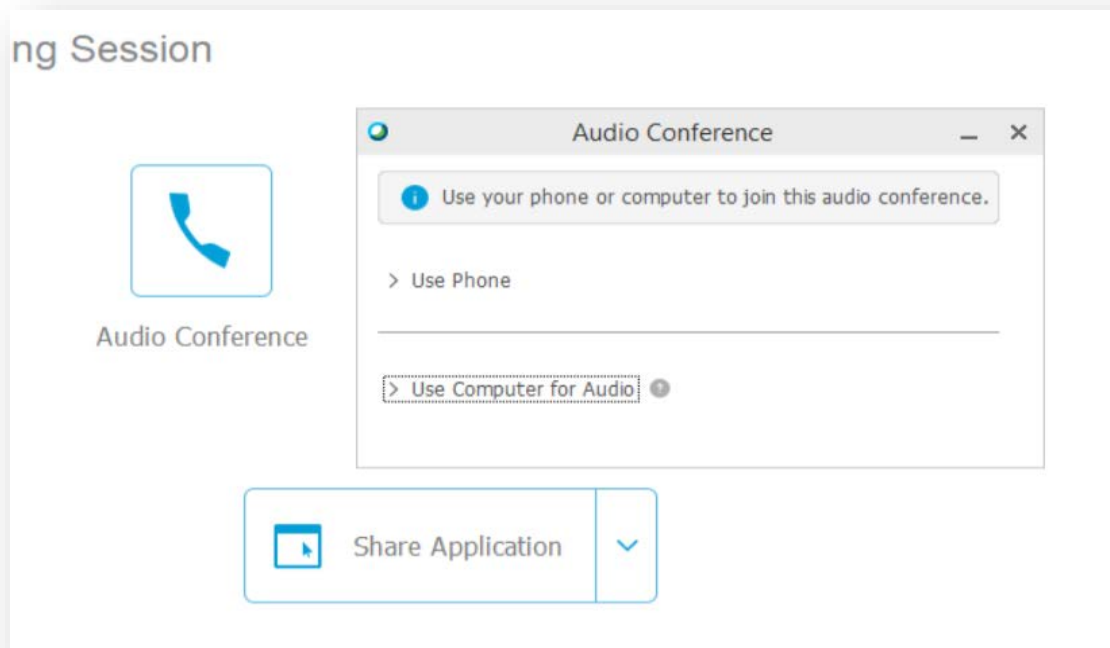 ng Session
Audio Conference
Use your phone or computer to join this audio conference.
> Use Phone
Audio Conference
> Use Computer for Audio ?
Share Application